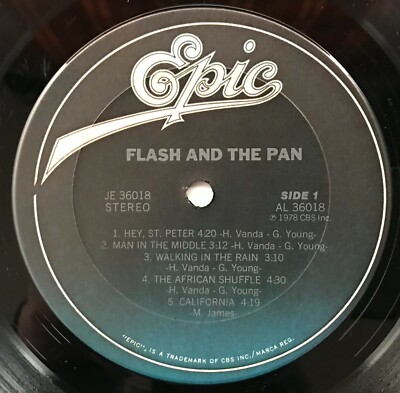 Epic
FLASH AND THE PAN
JE 36018
STEREO
SIDE 1
AL 36018
℗ 1978 CBS Inc.
1. HEY, ST. PETER 4:20 -H. Vanda - G. Young-
2. MAN IN THE MIDDLE 3:12 -H. Vanda - G. Young-
3. WALKING IN THE RAIN 3:10
-H. Vanda - G. Young-
4. THE AFRICAN SHUFFLE 4:30
-H. Vanda - G. Young-
5. CALIFORNIA 4:19
-M. James-
"EPIC", IS A TRADEMARK OF CBS INC./MARCA REG.